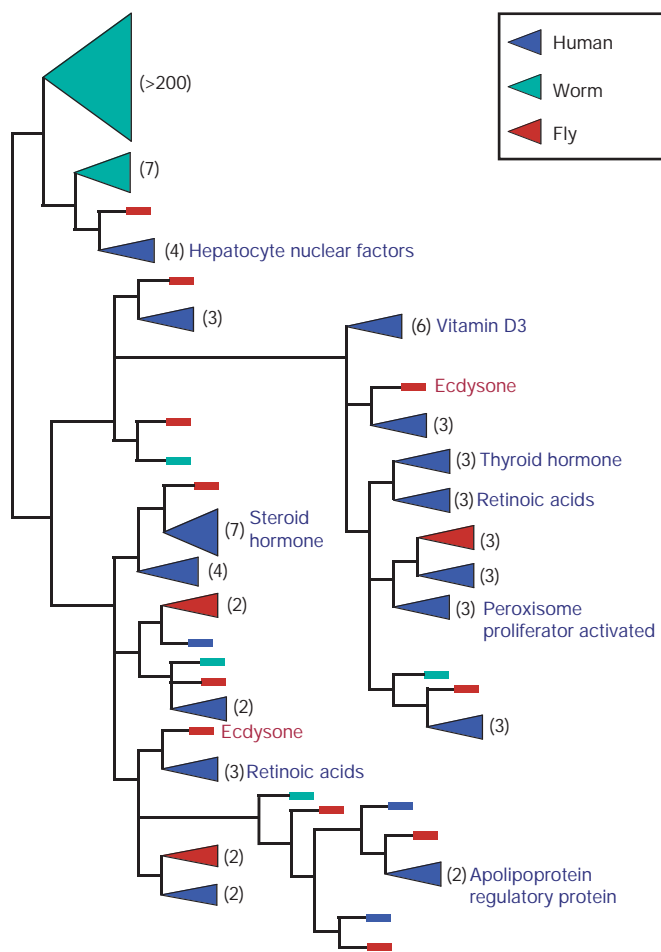 Human
Worm
Fly
(>200)
(7)
(4) Hepatocyte nuclear factors
(3)
(6) Vitamin D3
Ecdysone
(3)
(3) Thyroid hormone
(3) Retinoic acids
(7) Steroid
hormone
(4)
(3)
(3)
(3) Peroxisome
proliferator activated
(2)
(2)
(3)
Ecdysone
(3) Retinoic acids
(2)
(2)
(2) Apolipoprotein
regulatory protein